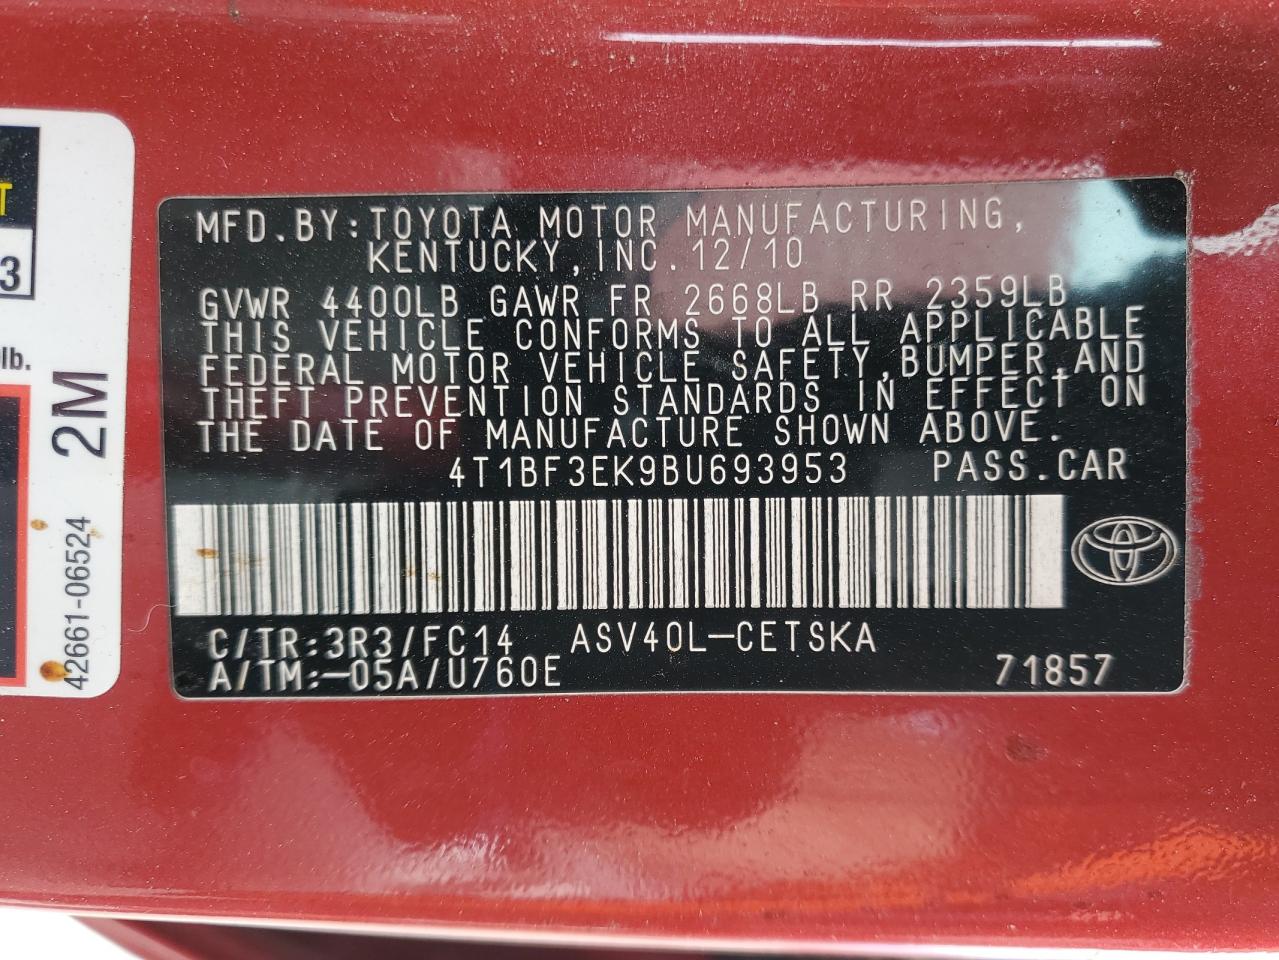 T
3
lb.
2M
42661-06524
MFD.BY:TOYOTA MOTOR MANUFACTURING,
KENTUCKY,INC.12/10
GVWR 4400LB GAWR FR 2668LB RR 2359LB
THIS VEHICLE CONFORMS TO ALL APPLICABLE
FEDERAL MOTOR VEHICLE SAFETY,BUMPER,AND
THEFT PREVENTION STANDARDS IN EFFECT ON
THE DATE OF MANUFACTURE SHOWN ABOVE.
4T1BF3EK9BU693953 PASS.CAR
C/TR:3R3/FC14 ASV40L-CETSKA
A/TM:-05A/U760E 71857